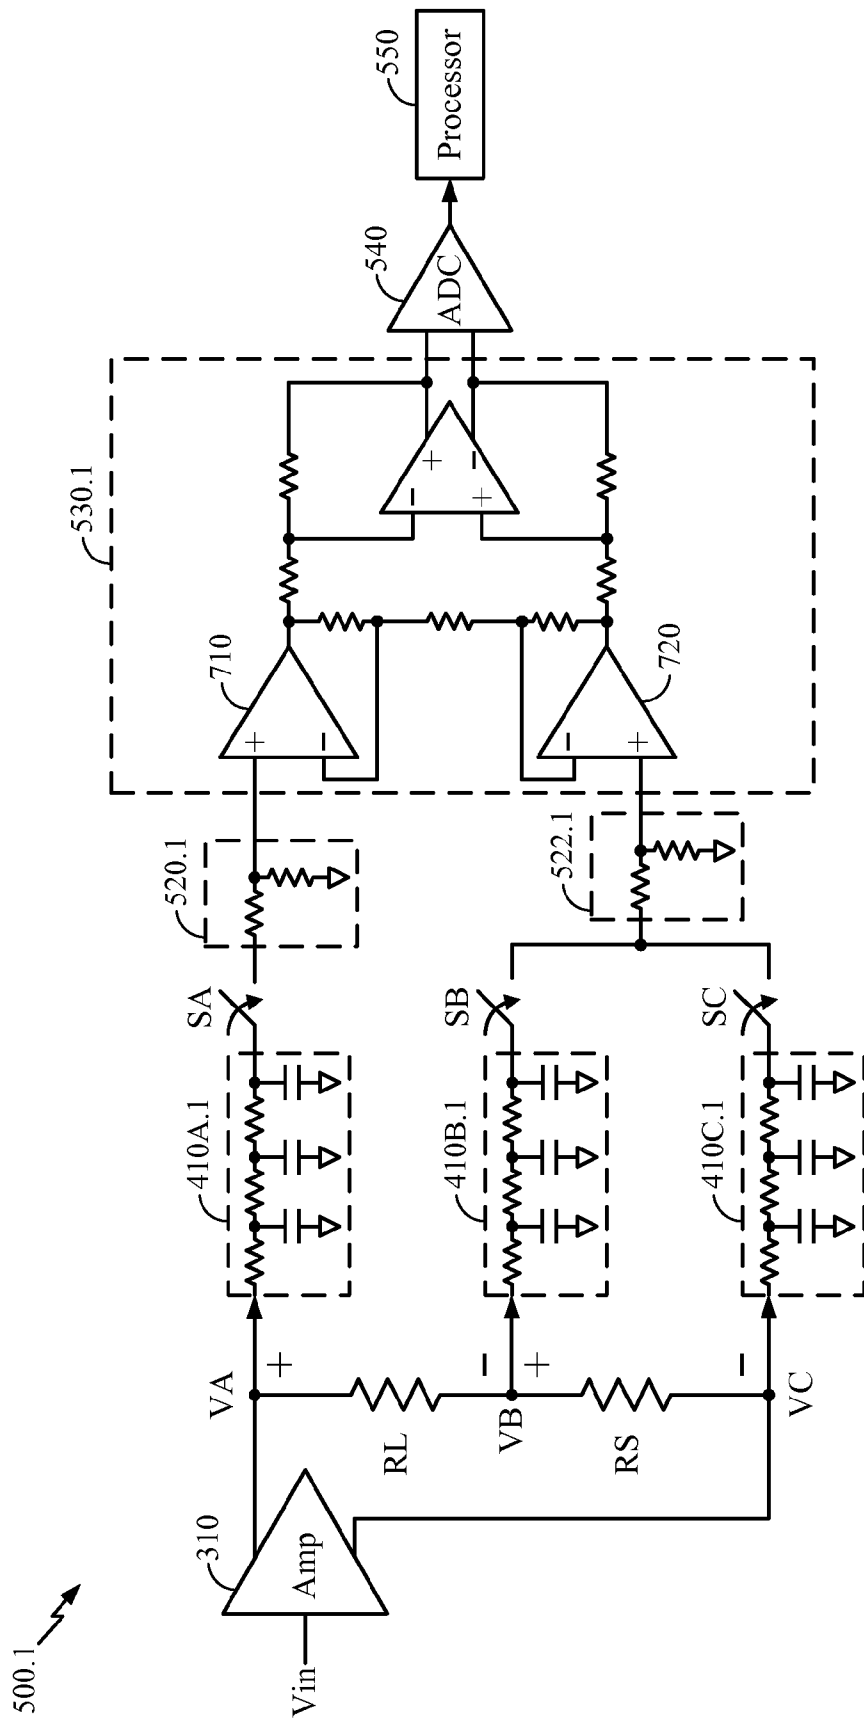 500.1
Vin
310
Amp
VA
+
RL
−
VB
+
RS
−
VC
410A.1
410B.1
410C.1
SA
SB
SC
520.1
522.1
530.1
710
+
−
720
−
+
−
+
+
−
540
ADC
550
Processor